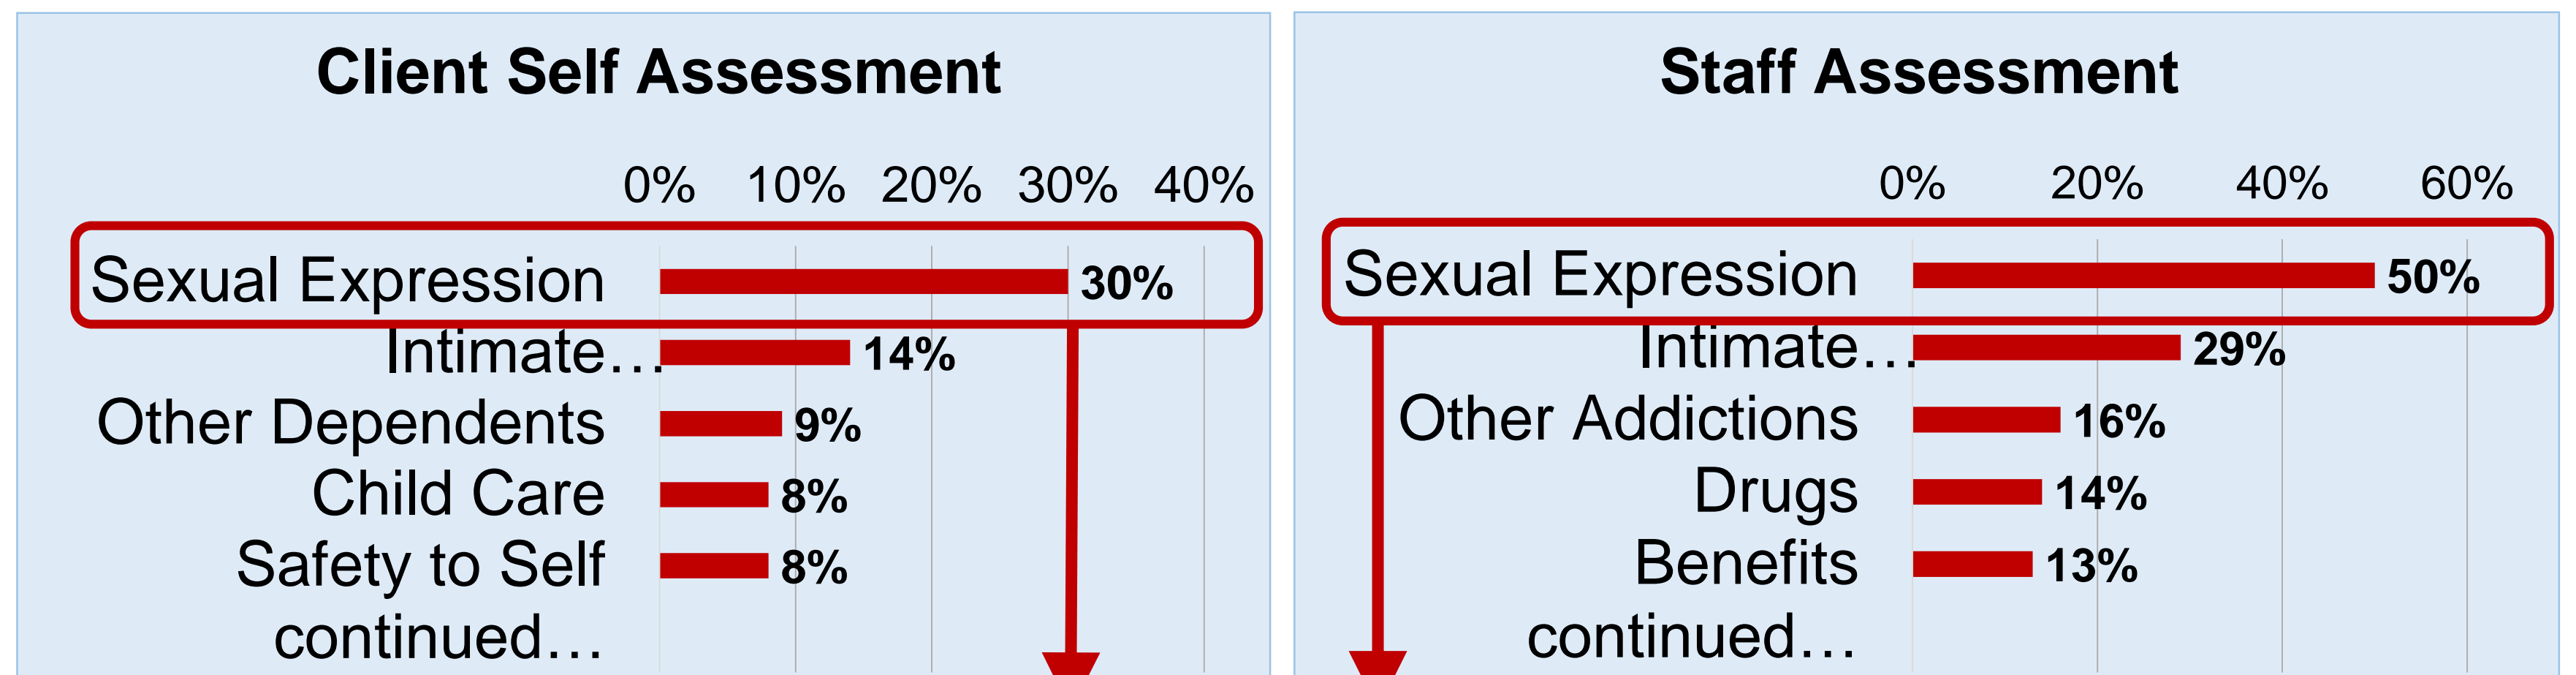 Client Self Assessment
0% 10% 20% 30% 40%
Sexual Expression 30%
Intimate… 14%
Other Dependents 9%
Child Care 8%
Safety to Self 8%
continued…
Staff Assessment
0% 20% 40% 60%
Sexual Expression 50%
Intimate… 29%
Other Addictions 16%
Drugs 14%
Benefits 13%
continued…